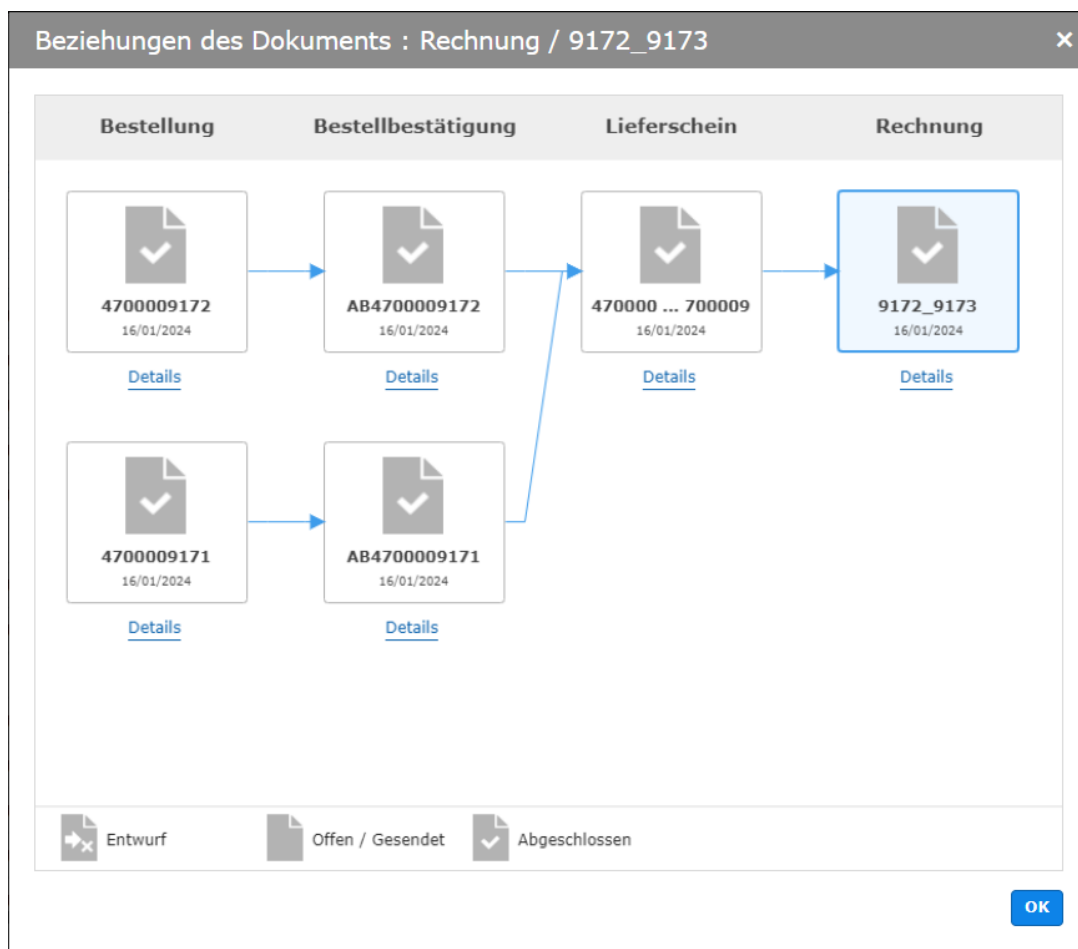 Beziehungen des Dokuments : Rechnung / 9172_9173
Bestellung Bestellbestätigung Lieferschein Rechnung
4700009172 AB4700009172 470000 ... 700009 9172_9173
16/01/2024 16/01/2024 16/01/2024 16/01/2024
Details Details Details Details
4700009171 AB4700009171
16/01/2024 16/01/2024
Details Details
Entwurf Offen / Gesendet Abgeschlossen
OK